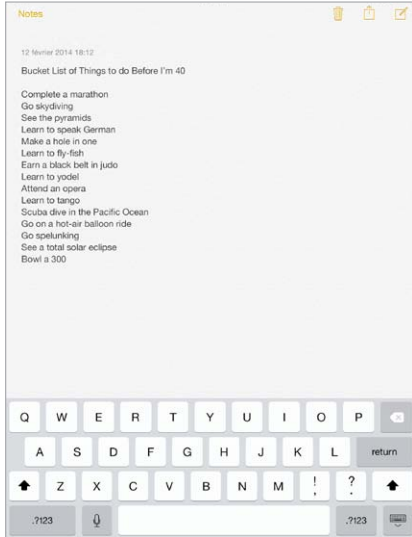 Notes
12 février 2014 18:12
Bucket List of Things to do Before I'm 40
Complete a marathon
Go skydiving
See the pyramids
Learn to speak German
Make a hole in one
Learn to fly-fish
Earn a black belt in judo
Learn to yodel
Attend an opera
Learn to tango
Scuba dive in the Pacific Ocean
Go on a hot-air balloon ride
Go spelunking
See a total solar eclipse
Bowl a 300
Q W E R T Y U I O P
A S D F G H J K L return
Z X C V B N M ! , ? .
.?123 .?123